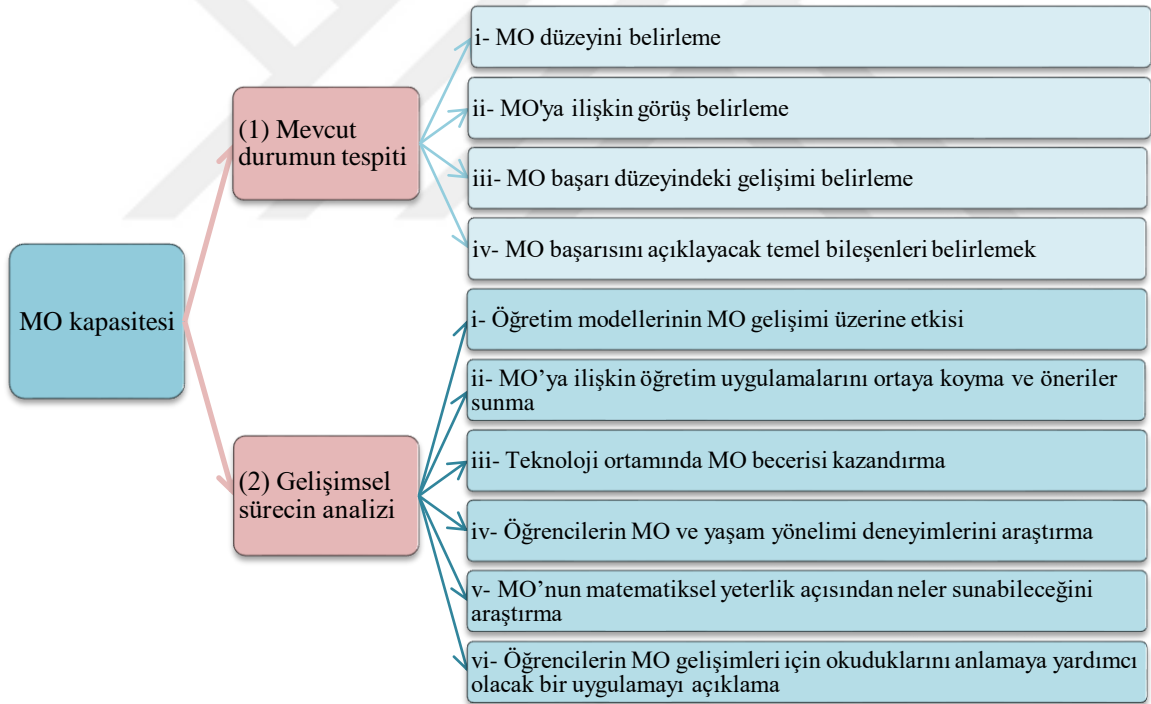 MO kapasitesi
(1) Mevcut
durumun tespiti
i- MO düzeyini belirleme
ii- MO'ya ilişkin görüş belirleme
iii- MO başarı düzeyindeki gelişimi belirleme
iv- MO başarısını açıklayacak temel bileşenleri belirlemek
(2) Gelişimsel
sürecin analizi
i- Öğretim modellerinin MO gelişimi üzerine etkisi
ii- MO’ya ilişkin öğretim uygulamalarını ortaya koyma ve öneriler
sunma
iii- Teknoloji ortamında MO becerisi kazandırma
iv- Öğrencilerin MO ve yaşam yönelimi deneyimlerini araştırma
v- MO’nun matematiksel yeterlik açısından neler sunabileceğini
araştırma
vi- Öğrencilerin MO gelişimleri için okuduklarını anlamaya yardımcı
olacak bir uygulamayı açıklama